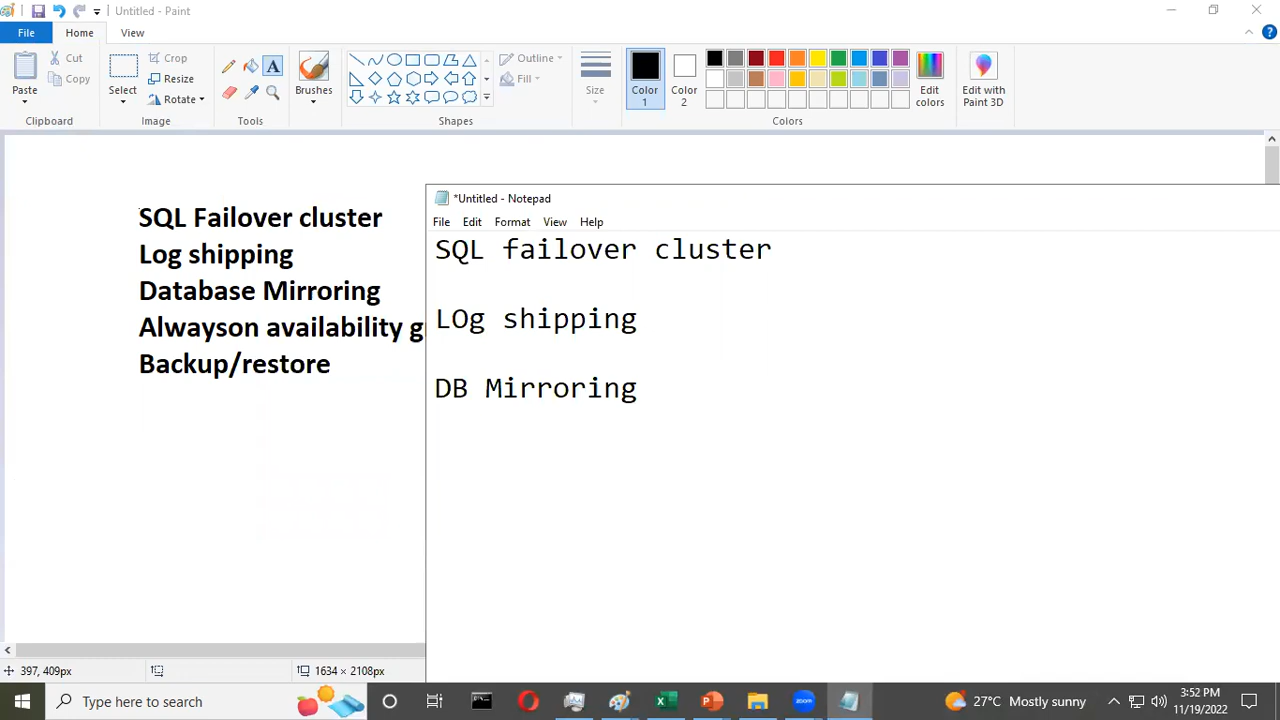 Untitled - Paint
File
Home
View
Paste
Cut
Copy
Clipboard
Select
Crop
Resize
Rotate
Image
A
Tools
Brushes
Shapes
Outline
Fill
Size
Color 1
Color 2
Edit colors
Colors
Edit with Paint 3D
SQL Failover cluster
Log shipping
Database Mirroring
Alwayson availability g
Backup/restore
*Untitled - Notepad
File Edit Format View Help
SQL failover cluster
LOg shipping
DB Mirroring
397, 409px
1634 × 2108px
Type here to search
zoom
27°C Mostly sunny
3:52 PM
11/19/2022